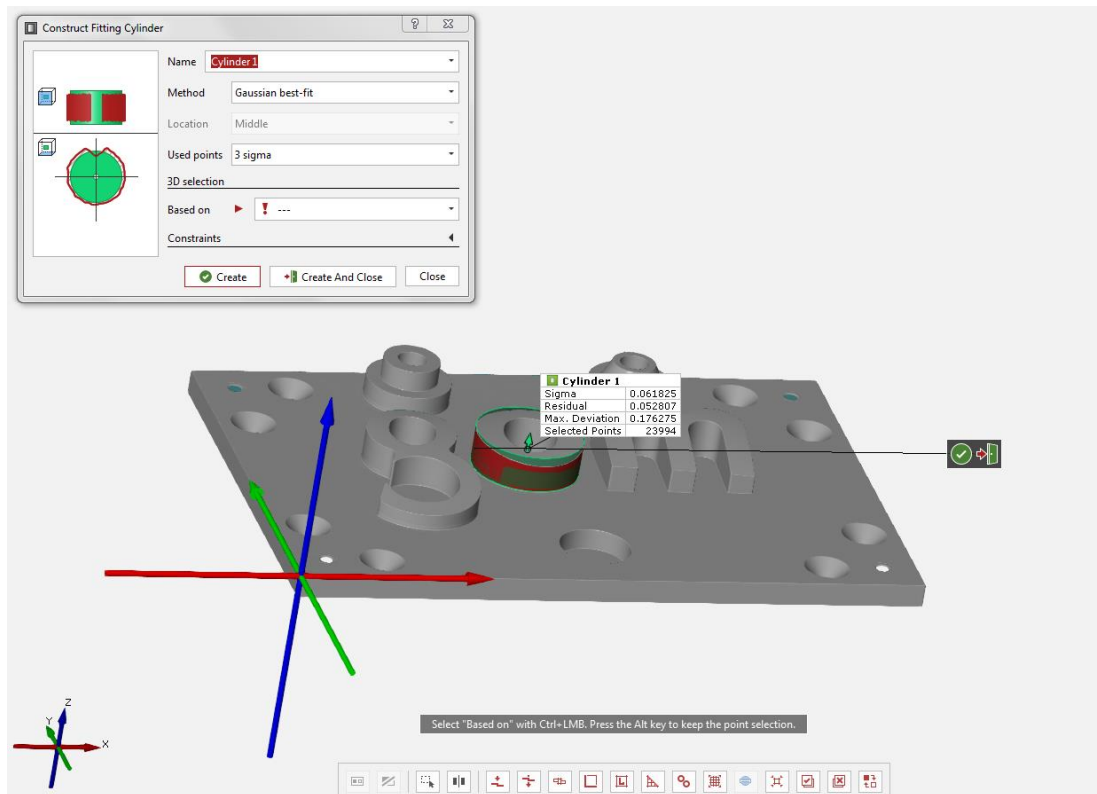 Construct Fitting Cylinder
Name Cylinder 1
Method Gaussian best-fit
Location Middle
Used points 3 sigma
3D selection
Based on ! ---
Constraints
Create Create And Close Close
Cylinder 1
Sigma 0.061825
Residual 0.052807
Max. Deviation 0.176275
Selected Points 23994
Z
Y
X
Select "Based on" with Ctrl+LMB. Press the Alt key to keep the point selection.